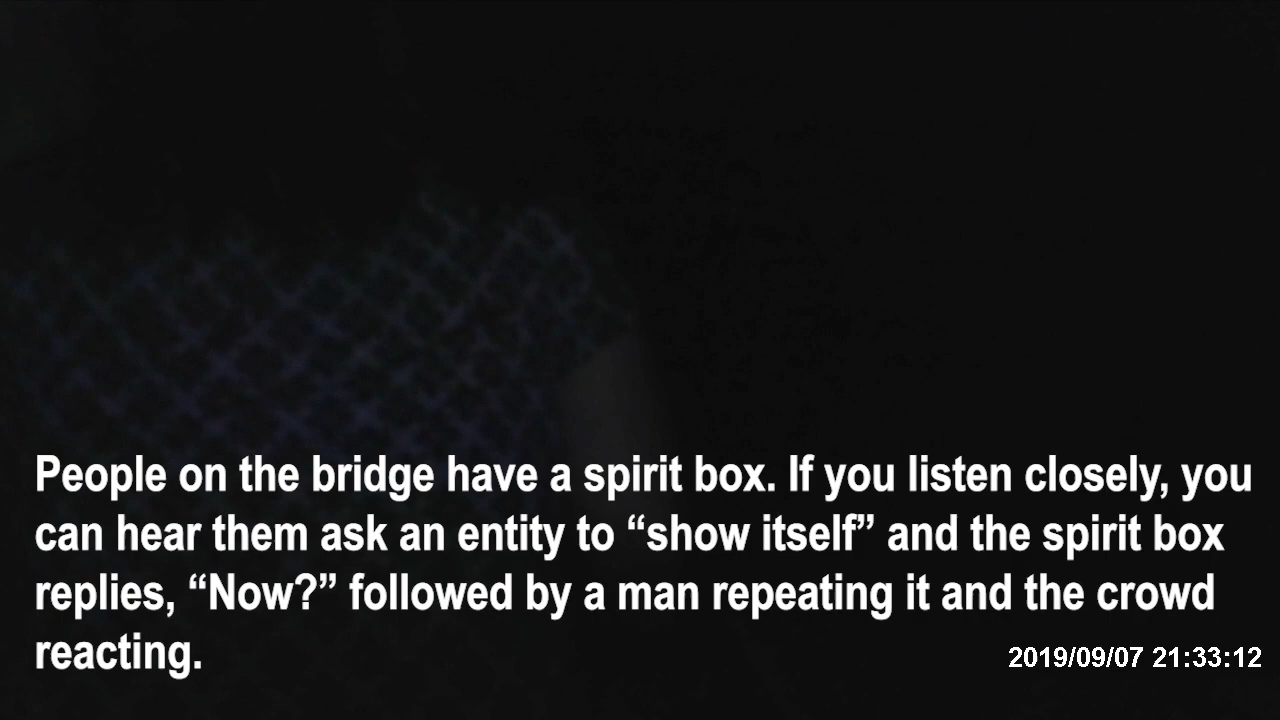 People on the bridge have a spirit box. If you listen closely, you
can hear them ask an entity to “show itself” and the spirit box
replies, “Now?” followed by a man repeating it and the crowd
reacting.
2019/09/07 21:33:12